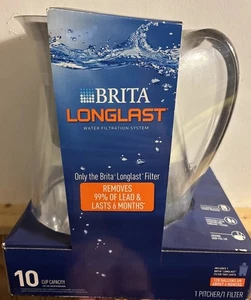 BRITA
LONGLAST™
WATER FILTRATION SYSTEM
Only the Brita® Longlast® Filter
REMOVES
99% OF LEAD &
LASTS 6 MONTHS*
10
CUP CAPACITY
1 PITCHER/1 FILTER